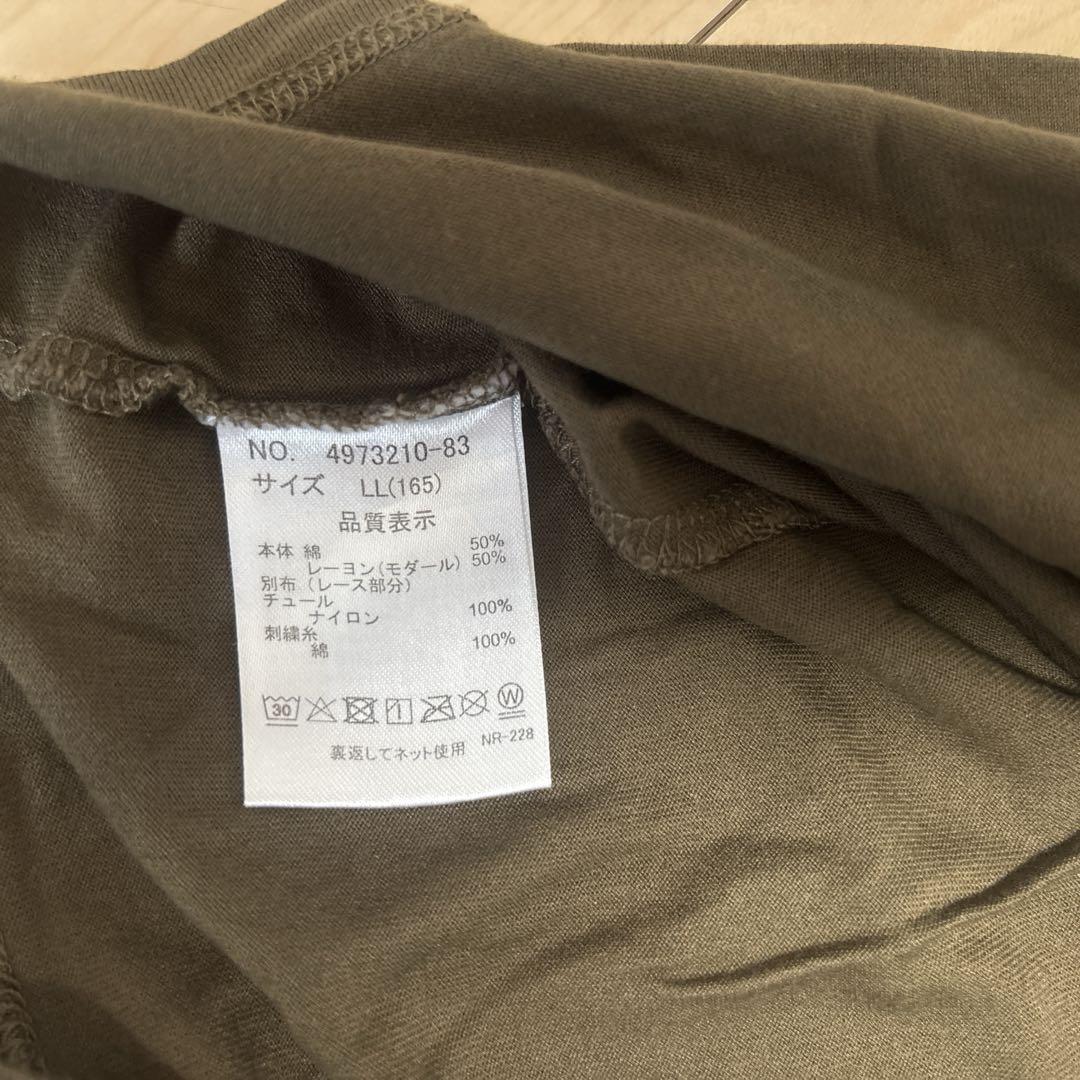 NO. 4973210-83
サイズ LL(165)
品質表示
本体 綿 50%
レーヨン(モダール) 50%
別布 (レース部分)
チュール
ナイロン 100%
刺繍糸
綿 100%
30 W
裏返してネット使用 NR-228